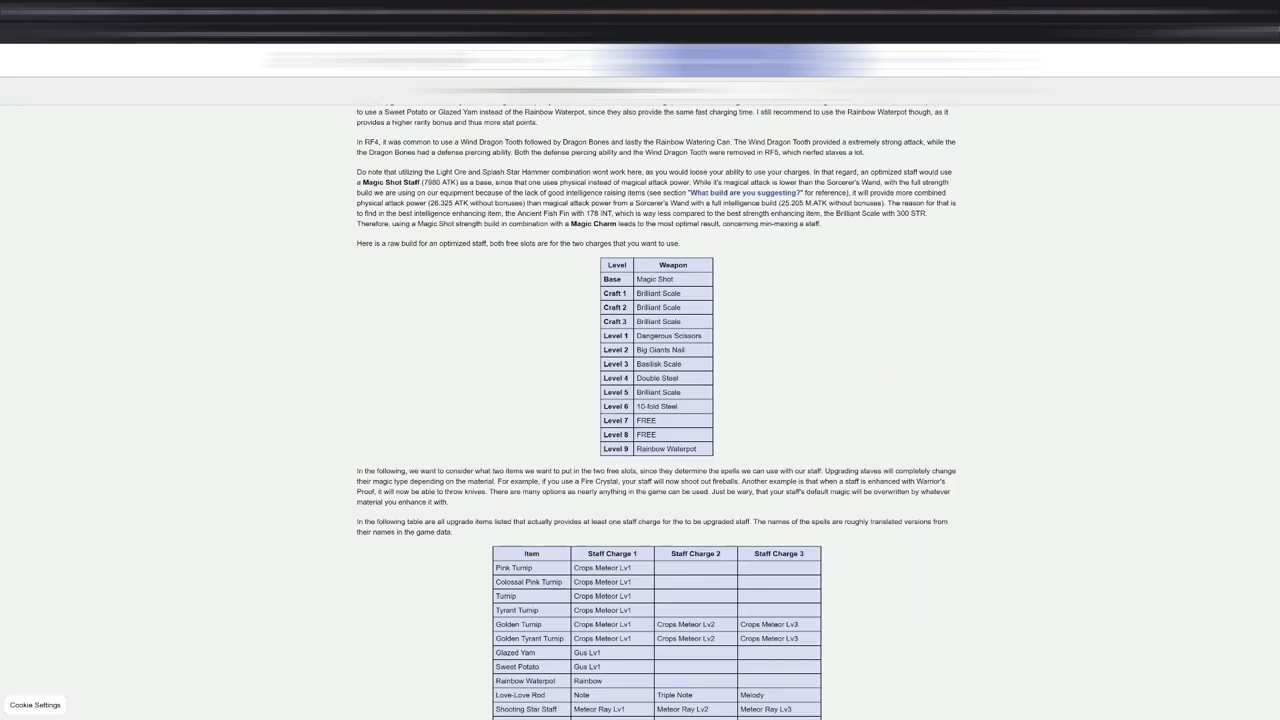 to use a Sweet Potato or Glazed Yam instead of the Rainbow Waterpot, since they also provide the same fast charging time. I still recommend to use the Rainbow Waterpot though, as it
provides a higher rarity bonus and thus more stat points.
In RF4, it was common to use a Wind Dragon Tooth followed by Dragon Bones and lastly the Rainbow Watering Can. The Wind Dragon Tooth provided a extremely strong attack, while the
the Dragon Bones had a defense piercing ability. Both the defense piercing ability and the Wind Dragon Tooth were removed in RF5, which nerfed staves a lot.
Do note that utilizing the Light Ore and Splash Star Hammer combination wont work here, as you would loose your ability to use your charges. In that regard, an optimized staff would use
a Magic Shot Staff (7980 ATK) as a base, since that one uses physical instead of magical attack power. While it's magical attack is lower than the Sorcerer's Wand, with the full strength
build we are using on our equipment because of the lack of good intelligence raising items (see section "What build are you suggesting?" for reference), it will provide more combined
physical attack power (26.325 ATK without bonuses) than magical attack power from a Sorcerer's Wand with a full intelligence build (25.205 M.ATK without bonuses). The reason for that is
to find in the best intelligence enhancing item, the Ancient Fish Fin with 178 INT, which is way less compared to the best strength enhancing item, the Brilliant Scale with 300 STR.
Therefore, using a Magic Shot strength build in combination with a Magic Charm leads to the most optimal result, concerning min-maxing a staff.
Here is a raw build for an optimized staff, both free slots are for the two charges that you want to use.
Level Weapon
Base Magic Shot
Craft 1 Brilliant Scale
Craft 2 Brilliant Scale
Craft 3 Brilliant Scale
Level 1 Dangerous Scissors
Level 2 Big Giants Nail
Level 3 Basilisk Scale
Level 4 Double Steel
Level 5 Brilliant Scale
Level 6 10-fold Steel
Level 7 FREE
Level 8 FREE
Level 9 Rainbow Waterpot
In the following, we want to consider what two items we want to put in the two free slots, since they determine the spells we can use with our staff. Upgrading staves will completely change
their magic type depending on the material. For example, if you use a Fire Crystal, your staff will now shoot out fireballs. Another example is that when a staff is enhanced with Warrior's
Proof, it will now be able to throw knives. There are many options as nearly anything in the game can be used. Just be wary, that your staff's default magic will be overwritten by whatever
material you enhance it with.
In the following table are all upgrade items listed that actually provides at least one staff charge for the to be upgraded staff. The names of the spells are roughly translated versions from
their names in the game data.
Item Staff Charge 1 Staff Charge 2 Staff Charge 3
Pink Turnip Crops Meteor Lv1
Colossal Pink Turnip Crops Meteor Lv1
Turnip Crops Meteor Lv1
Tyrant Turnip Crops Meteor Lv1
Golden Turnip Crops Meteor Lv1 Crops Meteor Lv2 Crops Meteor Lv3
Golden Tyrant Turnip Crops Meteor Lv1 Crops Meteor Lv2 Crops Meteor Lv3
Glazed Yam Gus Lv1
Sweet Potato Gus Lv1
Rainbow Waterpot Rainbow
Love-Love Rod Note Triple Note Melody
Shooting Star Staff Meteor Ray Lv1 Meteor Ray Lv2 Meteor Ray Lv3
Cookie Settings